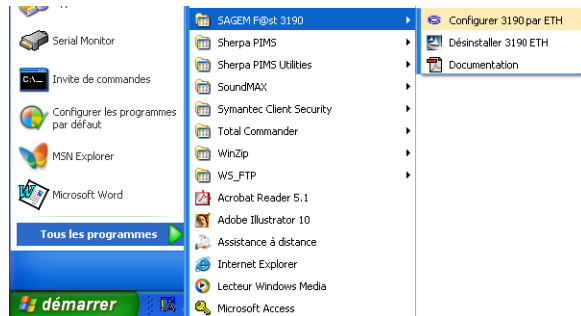 Serial Monitor
Invite de commandes
Configurer les programmes
par défaut
MSN Explorer
Microsoft Word
Tous les programmes
démarrer
SAGEM F@st 3190
Sherpa PIMS
Sherpa PIMS Utilities
SoundMAX
Symantec Client Security
Total Commander
WinZip
WS_FTP
Acrobat Reader 5.1
Adobe Illustrator 10
Assistance à distance
Internet Explorer
Lecteur Windows Media
Microsoft Access
Configurer 3190 par ETH
Désinstaller 3190 ETH
Documentation